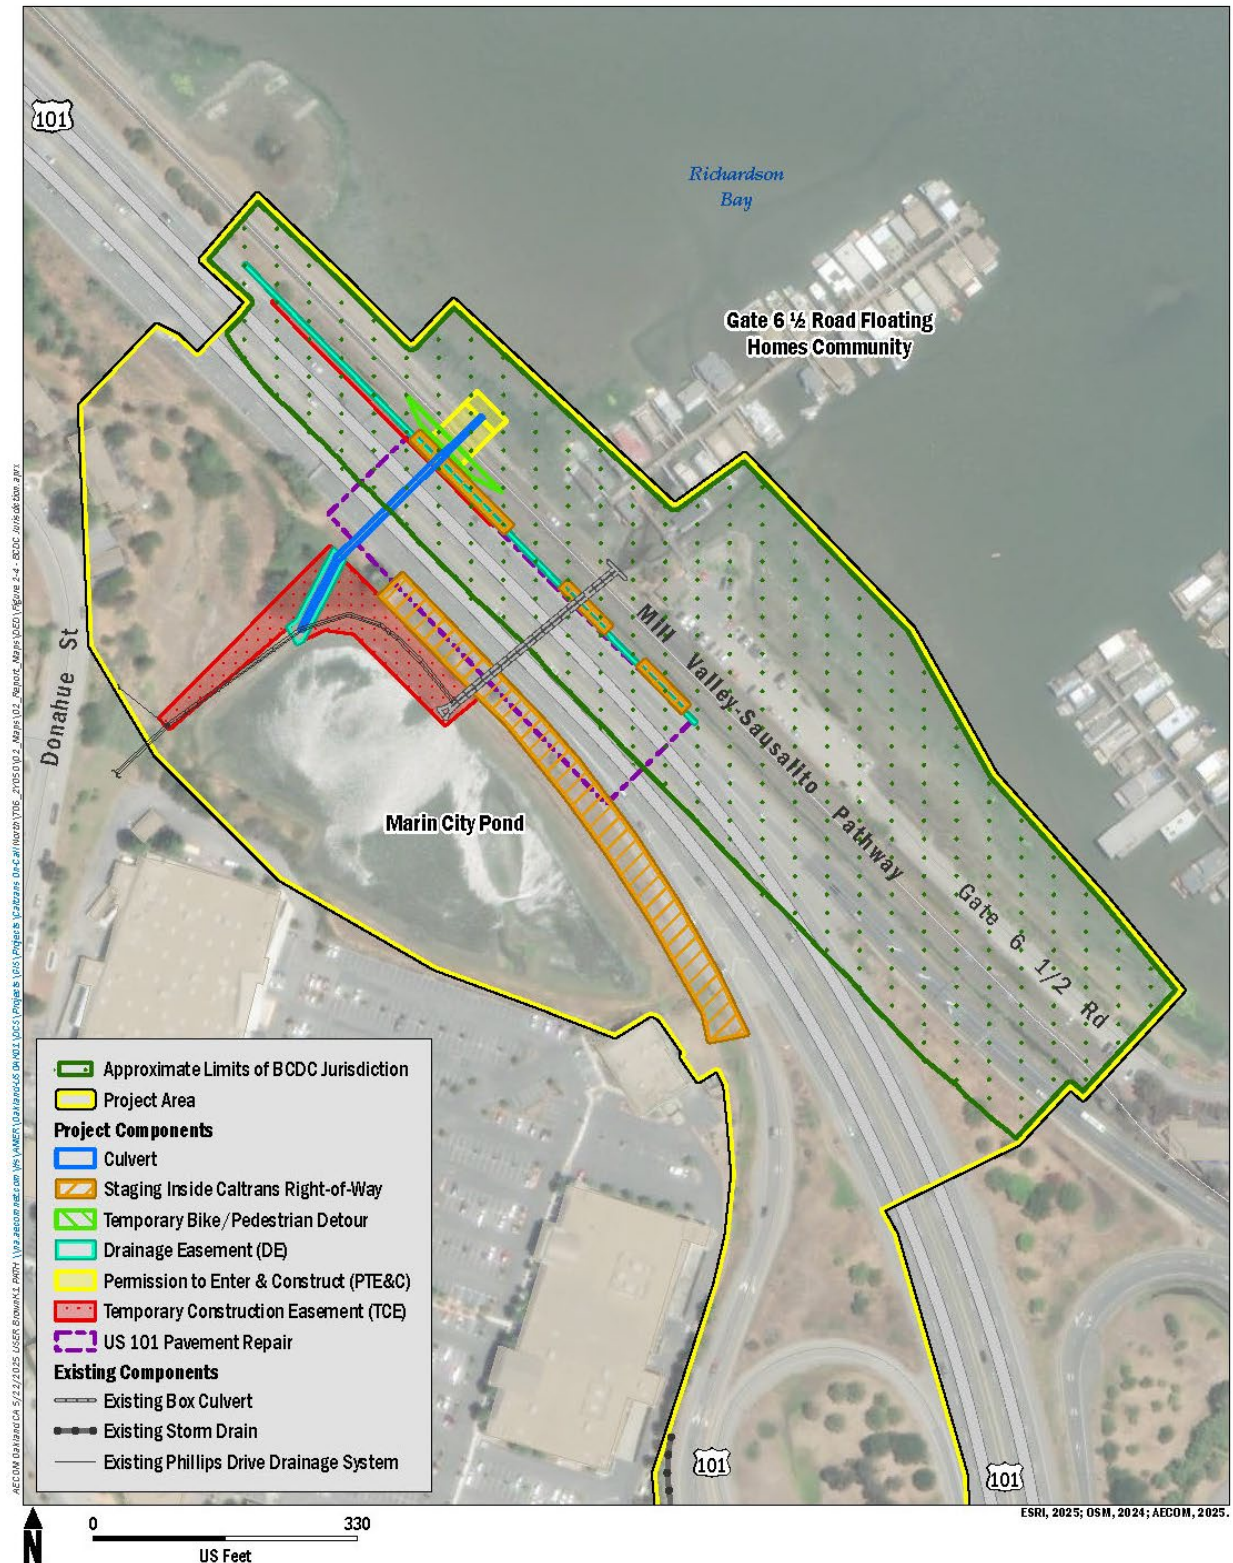 101
Richardson
Bay
Gate 6 ½ Road Floating
Homes Community
Mill Valley-Sausalito Pathway
Donahue St
Marin City Pond
Gate 6 1/2 Rd
Approximate Limits of BCDC Jurisdiction
Project Area
Project Components
Culvert
Staging Inside Caltrans Right-of-Way
Temporary Bike/Pedestrian Detour
Drainage Easement (DE)
Permission to Enter & Construct (PTE&C)
Temporary Construction Easement (TCE)
US 101 Pavement Repair
Existing Components
Existing Box Culvert
Existing Storm Drain
Existing Phillips Drive Drainage System
101
101
ESRI, 2025; OSM, 2024; AECOM, 2025.
N
0 330
US Feet